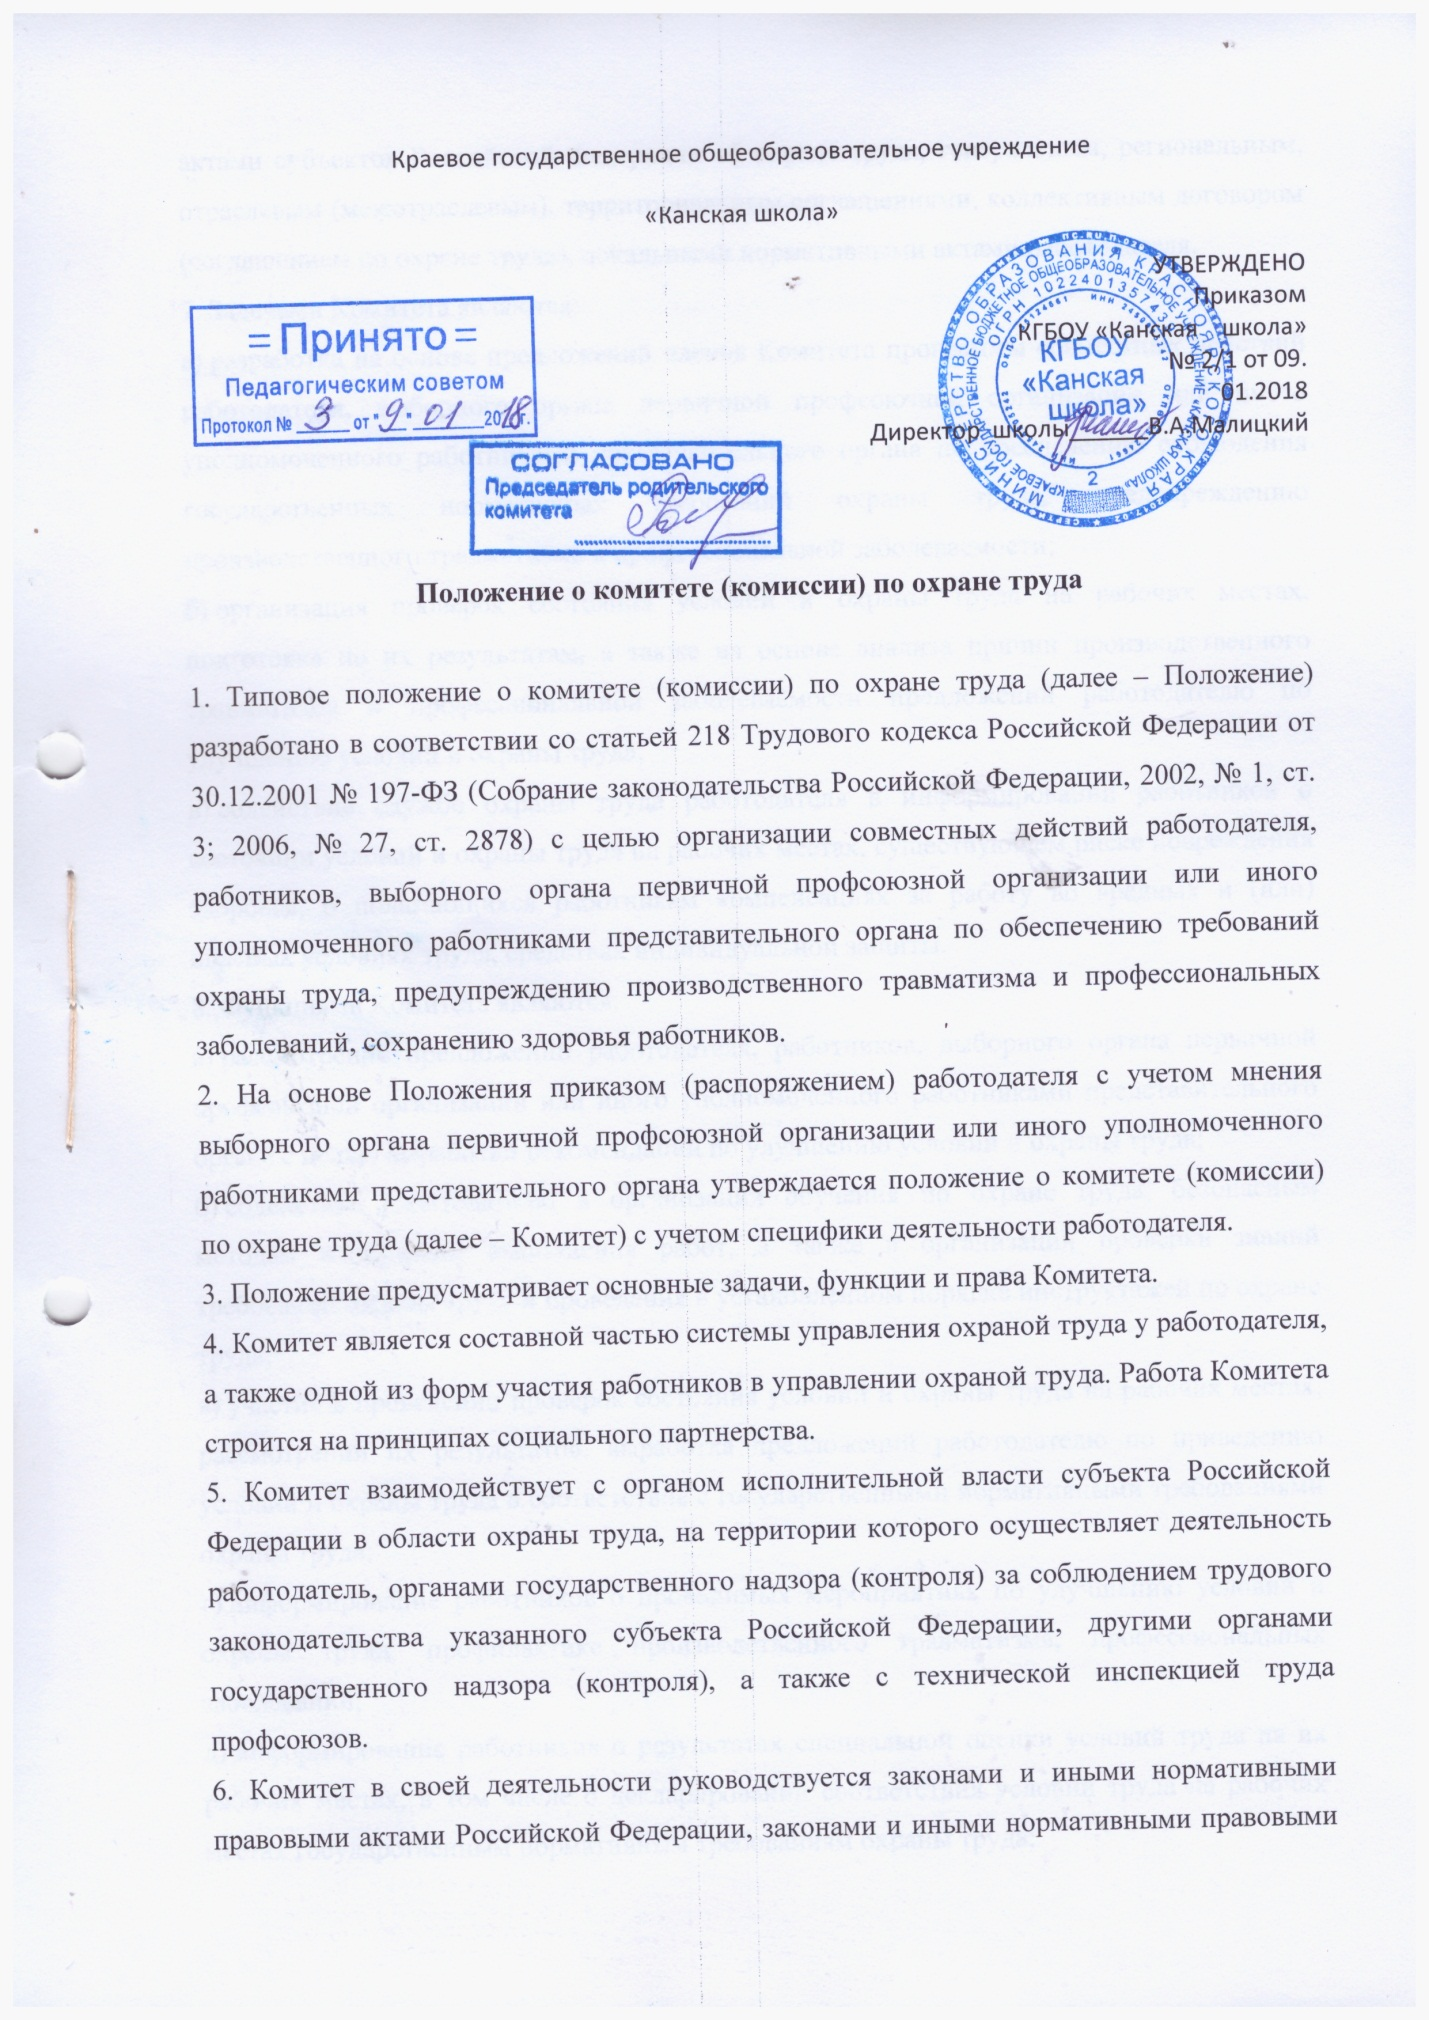 Краевое государственное общеобразовательное учреждение
«Канская школа»
УТВЕРЖДЕНО
Приказом
КГБОУ «Канская школа»
№ 2/1 от 09.
01.2018
Директор школы В.А.Малицкий
= Принято =
Педагогическим советом
Протокол № 3 от "9" 01 2018г.
СОГЛАСОВАНО
Председатель родительского
комитета
КГБОУ
«Канская
школа»
2
ОГРН
Положение о комитете (комиссии) по охране труда
1. Типовое положение о комитете (комиссии) по охране труда (далее – Положение)
разработано в соответствии со статьей 218 Трудового кодекса Российской Федерации от
30.12.2001 № 197-ФЗ (Собрание законодательства Российской Федерации, 2002, № 1, ст.
3; 2006, № 27, ст. 2878) с целью организации совместных действий работодателя,
работников, выборного органа первичной профсоюзной организации или иного
уполномоченного работниками представительного органа по обеспечению требований
охраны труда, предупреждению производственного травматизма и профессиональных
заболеваний, сохранению здоровья работников.
2. На основе Положения приказом (распоряжением) работодателя с учетом мнения
выборного органа первичной профсоюзной организации или иного уполномоченного
работниками представительного органа утверждается положение о комитете (комиссии)
по охране труда (далее – Комитет) с учетом специфики деятельности работодателя.
3. Положение предусматривает основные задачи, функции и права Комитета.
4. Комитет является составной частью системы управления охраной труда у работодателя,
а также одной из форм участия работников в управлении охраной труда. Работа Комитета
строится на принципах социального партнерства.
5. Комитет взаимодействует с органом исполнительной власти субъекта Российской
Федерации в области охраны труда, на территории которого осуществляет деятельность
работодатель, органами государственного надзора (контроля) за соблюдением трудового
законодательства указанного субъекта Российской Федерации, другими органами
государственного надзора (контроля), а также с технической инспекцией труда
профсоюзов.
6. Комитет в своей деятельности руководствуется законами и иными нормативными
правовыми актами Российской Федерации, законами и иными нормативными правовыми